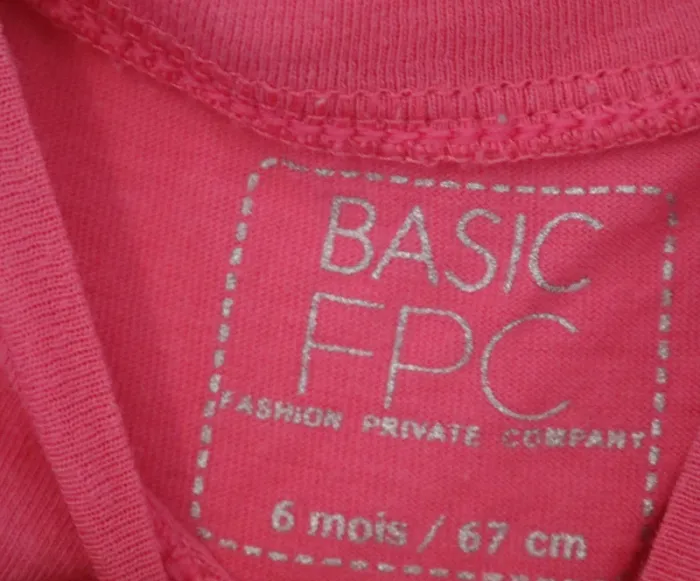 BASIC
FPC
FASHION PRIVATE COMPANY
6 mois / 67 cm